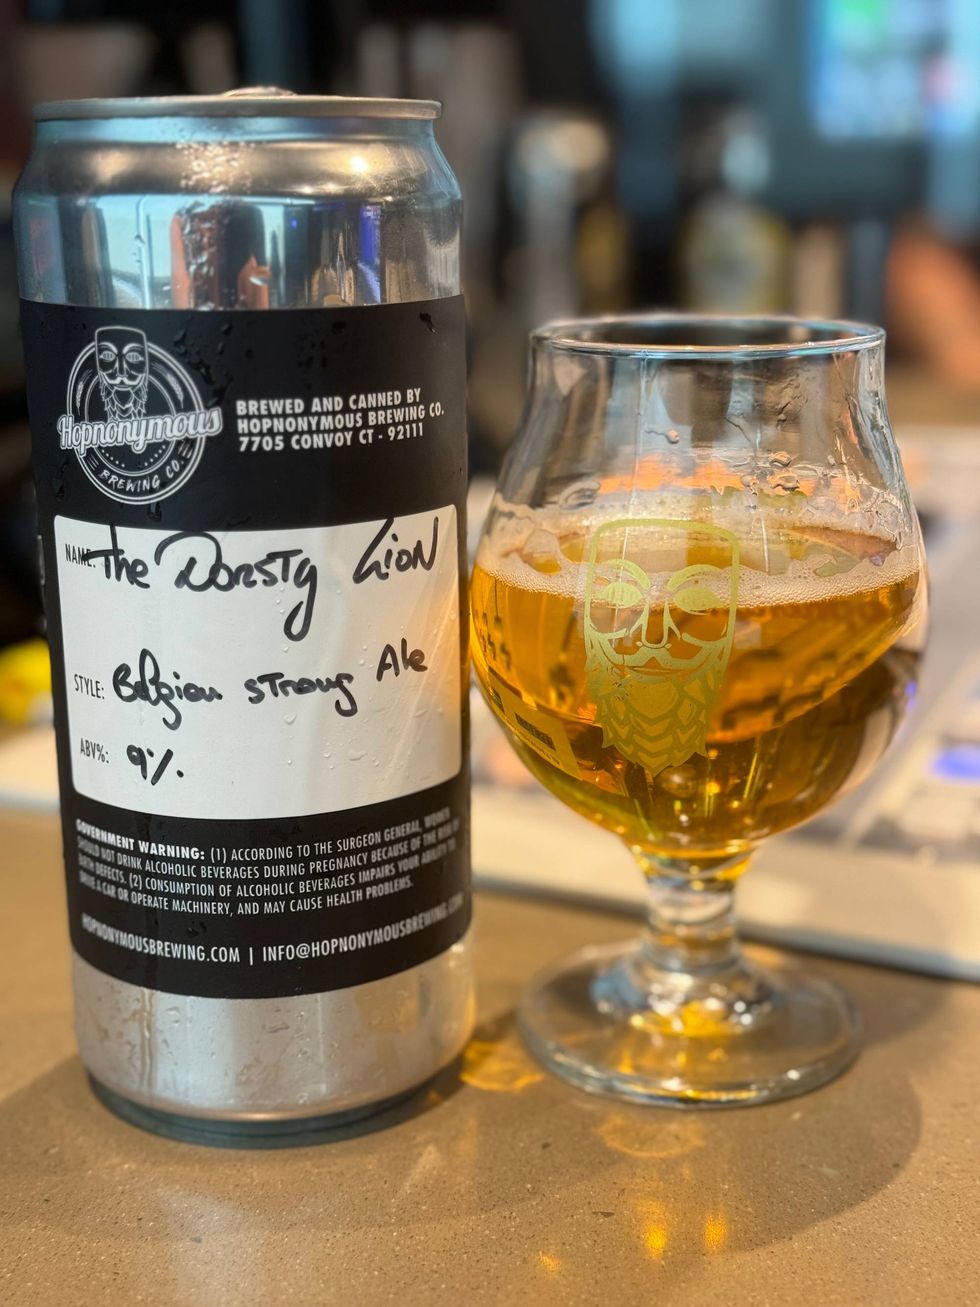 Hopnonymous
BREWING CO.
BREWED AND CANNED BY
HOPNONYMOUS BREWING CO.
7705 CONVOY CT - 92111
NAME: The Dorsty Lion
STYLE: Belgian strong Ale
ABV%: 9%.
GOVERNMENT WARNING: (1) ACCORDING TO THE SURGEON GENERAL, WOMEN
SHOULD NOT DRINK ALCOHOLIC BEVERAGES DURING PREGNANCY BECAUSE OF THE RISK OF
BIRTH DEFECTS. (2) CONSUMPTION OF ALCOHOLIC BEVERAGES IMPAIRS YOUR ABILITY TO
DRIVE A CAR OR OPERATE MACHINERY, AND MAY CAUSE HEALTH PROBLEMS.
HOPNONYMOUSBREWING.COM | INFO@HOPNONYMOUSBREWING.COM